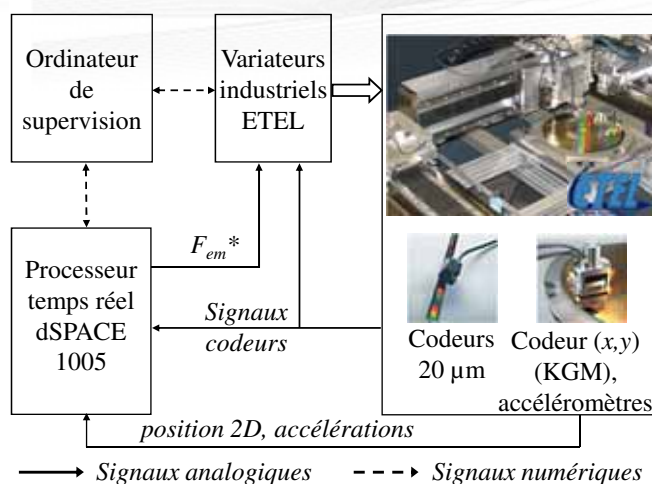 Ordinateur
de
supervision
Variateurs
industriels
ETEL
ETEL
F_em*
Processeur
temps réel
dSPACE
1005
Signaux
codeurs
Codeurs
20 µm
Codeur (x,y)
(KGM),
accéléromètres
position 2D, accélérations
Signaux analogiques
Signaux numériques